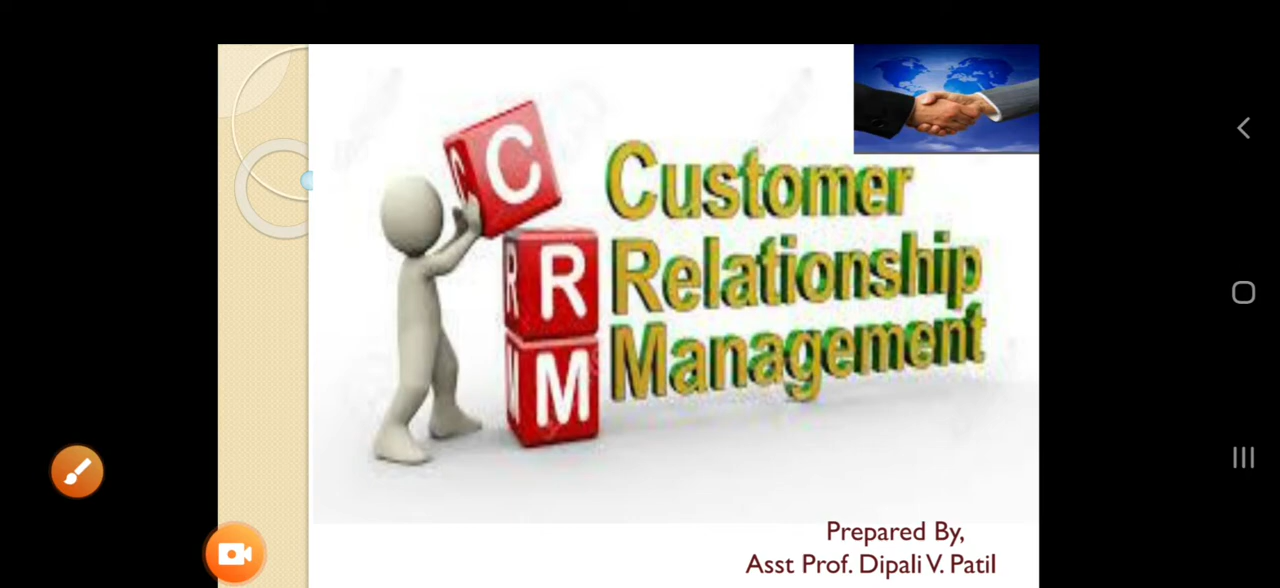 C
C
Customer
R
R
Relationship
M
M
Management
Prepared By,
Asst Prof. Dipali V. Patil